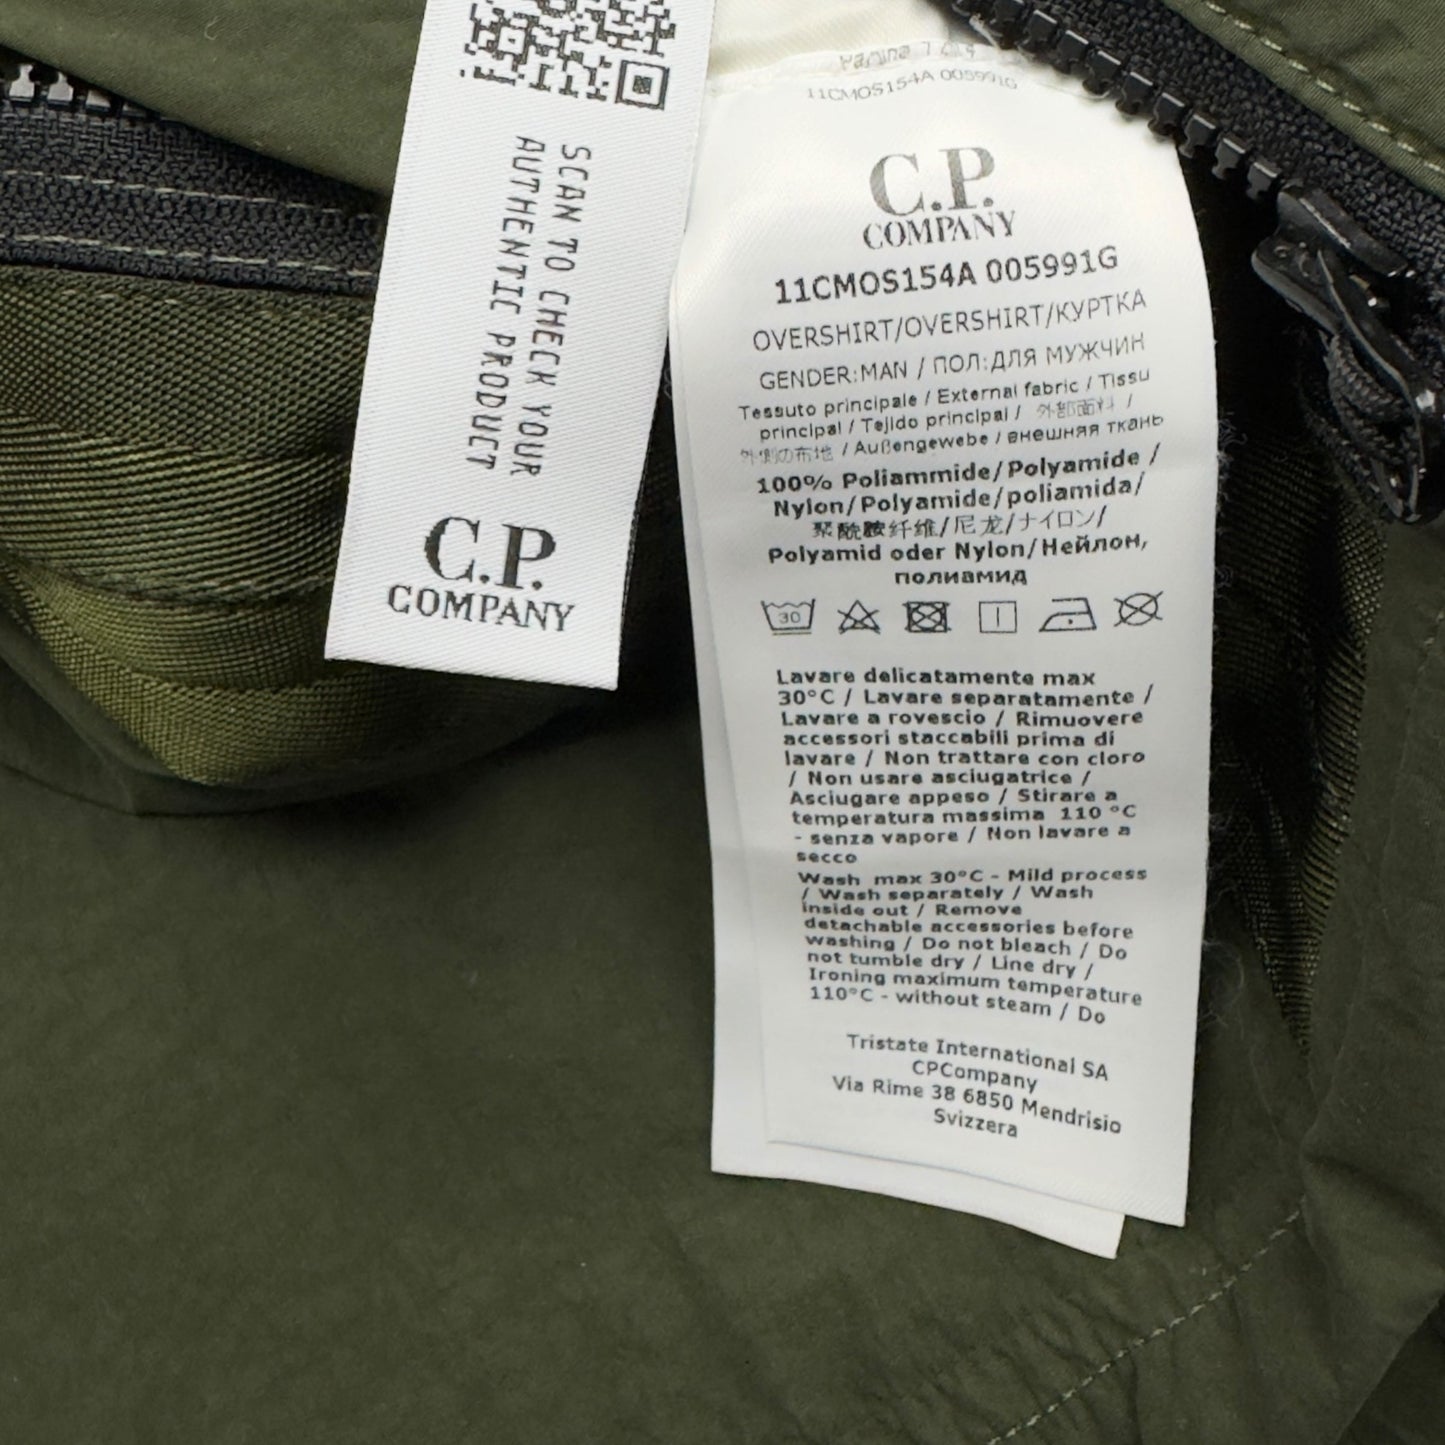 SCAN TO CHECK YOUR
AUTHENTIC PRODUCT
C.P.
COMPANY
11CMOS154A 005991G
C.P.
COMPANY
11CMOS154A 005991G
OVERSHIRT/OVERSHIRT/КУРТКА
GENDER:MAN / ПОЛ:ДЛЯ МУЖЧИН
Tessuto principale / External fabric / Tissu
principal / Tejido principal / 外部面料 /
外側の布地 / Außengewebe / внешняя ткань
100% Poliammide/Polyamide /
Nylon/Polyamide/poliamida/
聚酰胺纤维/尼龙/ナイロン/
Polyamid oder Nylon/Нейлон,
полиамид
30
Lavare delicatamente max
30°C / Lavare separatamente /
Lavare a rovescio / Rimuovere
accessori staccabili prima di
lavare / Non trattare con cloro
/ Non usare asciugatrice /
Asciugare appeso / Stirare a
temperatura massima 110 °C
- senza vapore / Non lavare a
secco
Wash max 30°C - Mild process
/ Wash separately / Wash
inside out / Remove
detachable accessories before
washing / Do not bleach / Do
not tumble dry / Line dry /
Ironing maximum temperature
110°C - without steam / Do
Tristate International SA
CPCompany
Via Rime 38 6850 Mendrisio
Svizzera